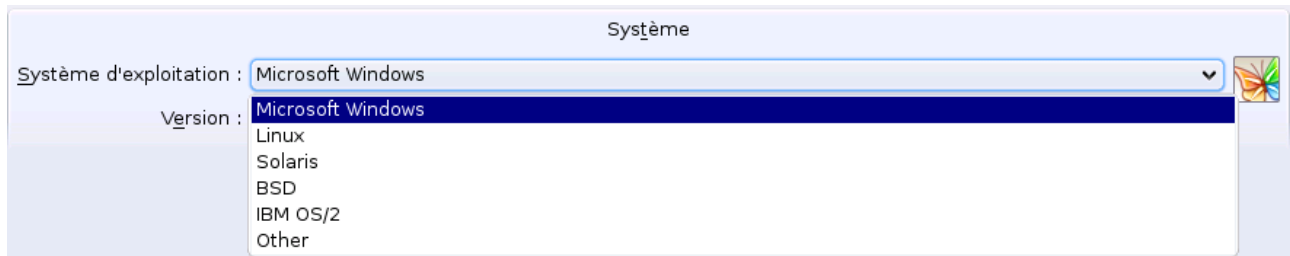 Système
Système d'exploitation : Microsoft Windows
Version : Microsoft Windows
Linux
Solaris
BSD
IBM OS/2
Other